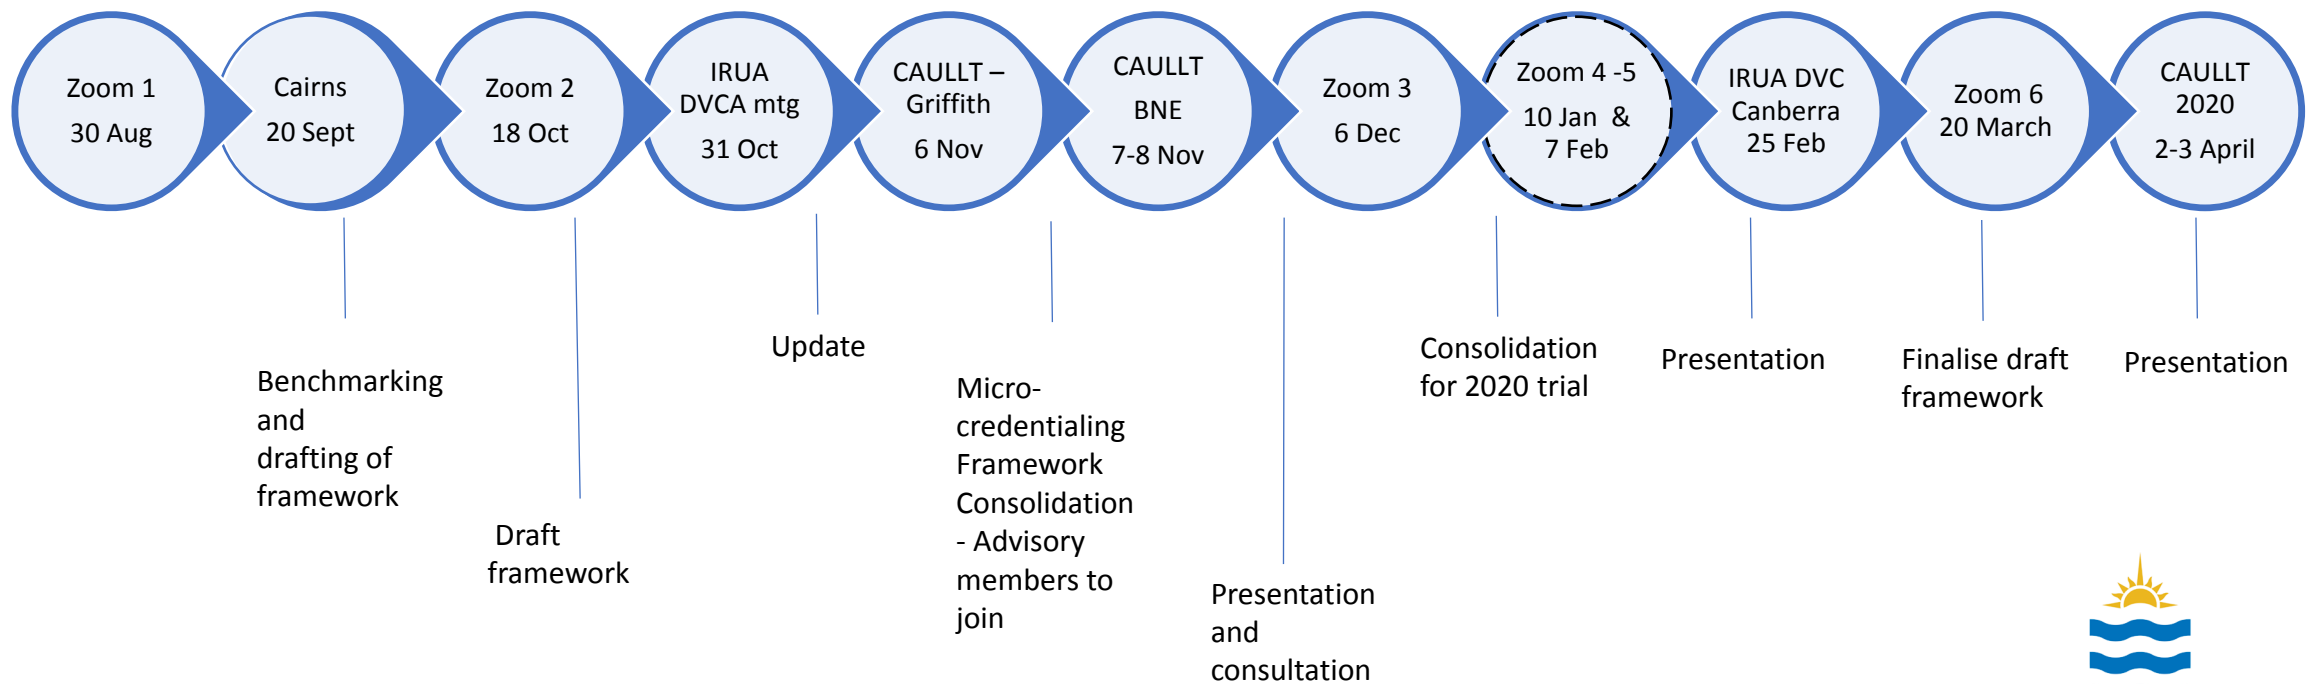 Zoom 1
30 Aug
Cairns
20 Sept
Zoom 2
18 Oct
IRUA
DVCA mtg
31 Oct
CAULLT –
Griffith
6 Nov
CAULLT
BNE
7-8 Nov
Zoom 3
6 Dec
Zoom 4 -5
10 Jan &
7 Feb
IRUA DVC
Canberra
25 Feb
Zoom 6
20 March
CAULLT
2020
2-3 April
Benchmarking
and
drafting of
framework
Draft
framework
Update
Micro-
credentialing
Framework
Consolidation
- Advisory
members to
join
Presentation
and
consultation
Consolidation
for 2020 trial
Presentation
Finalise draft
framework
Presentation